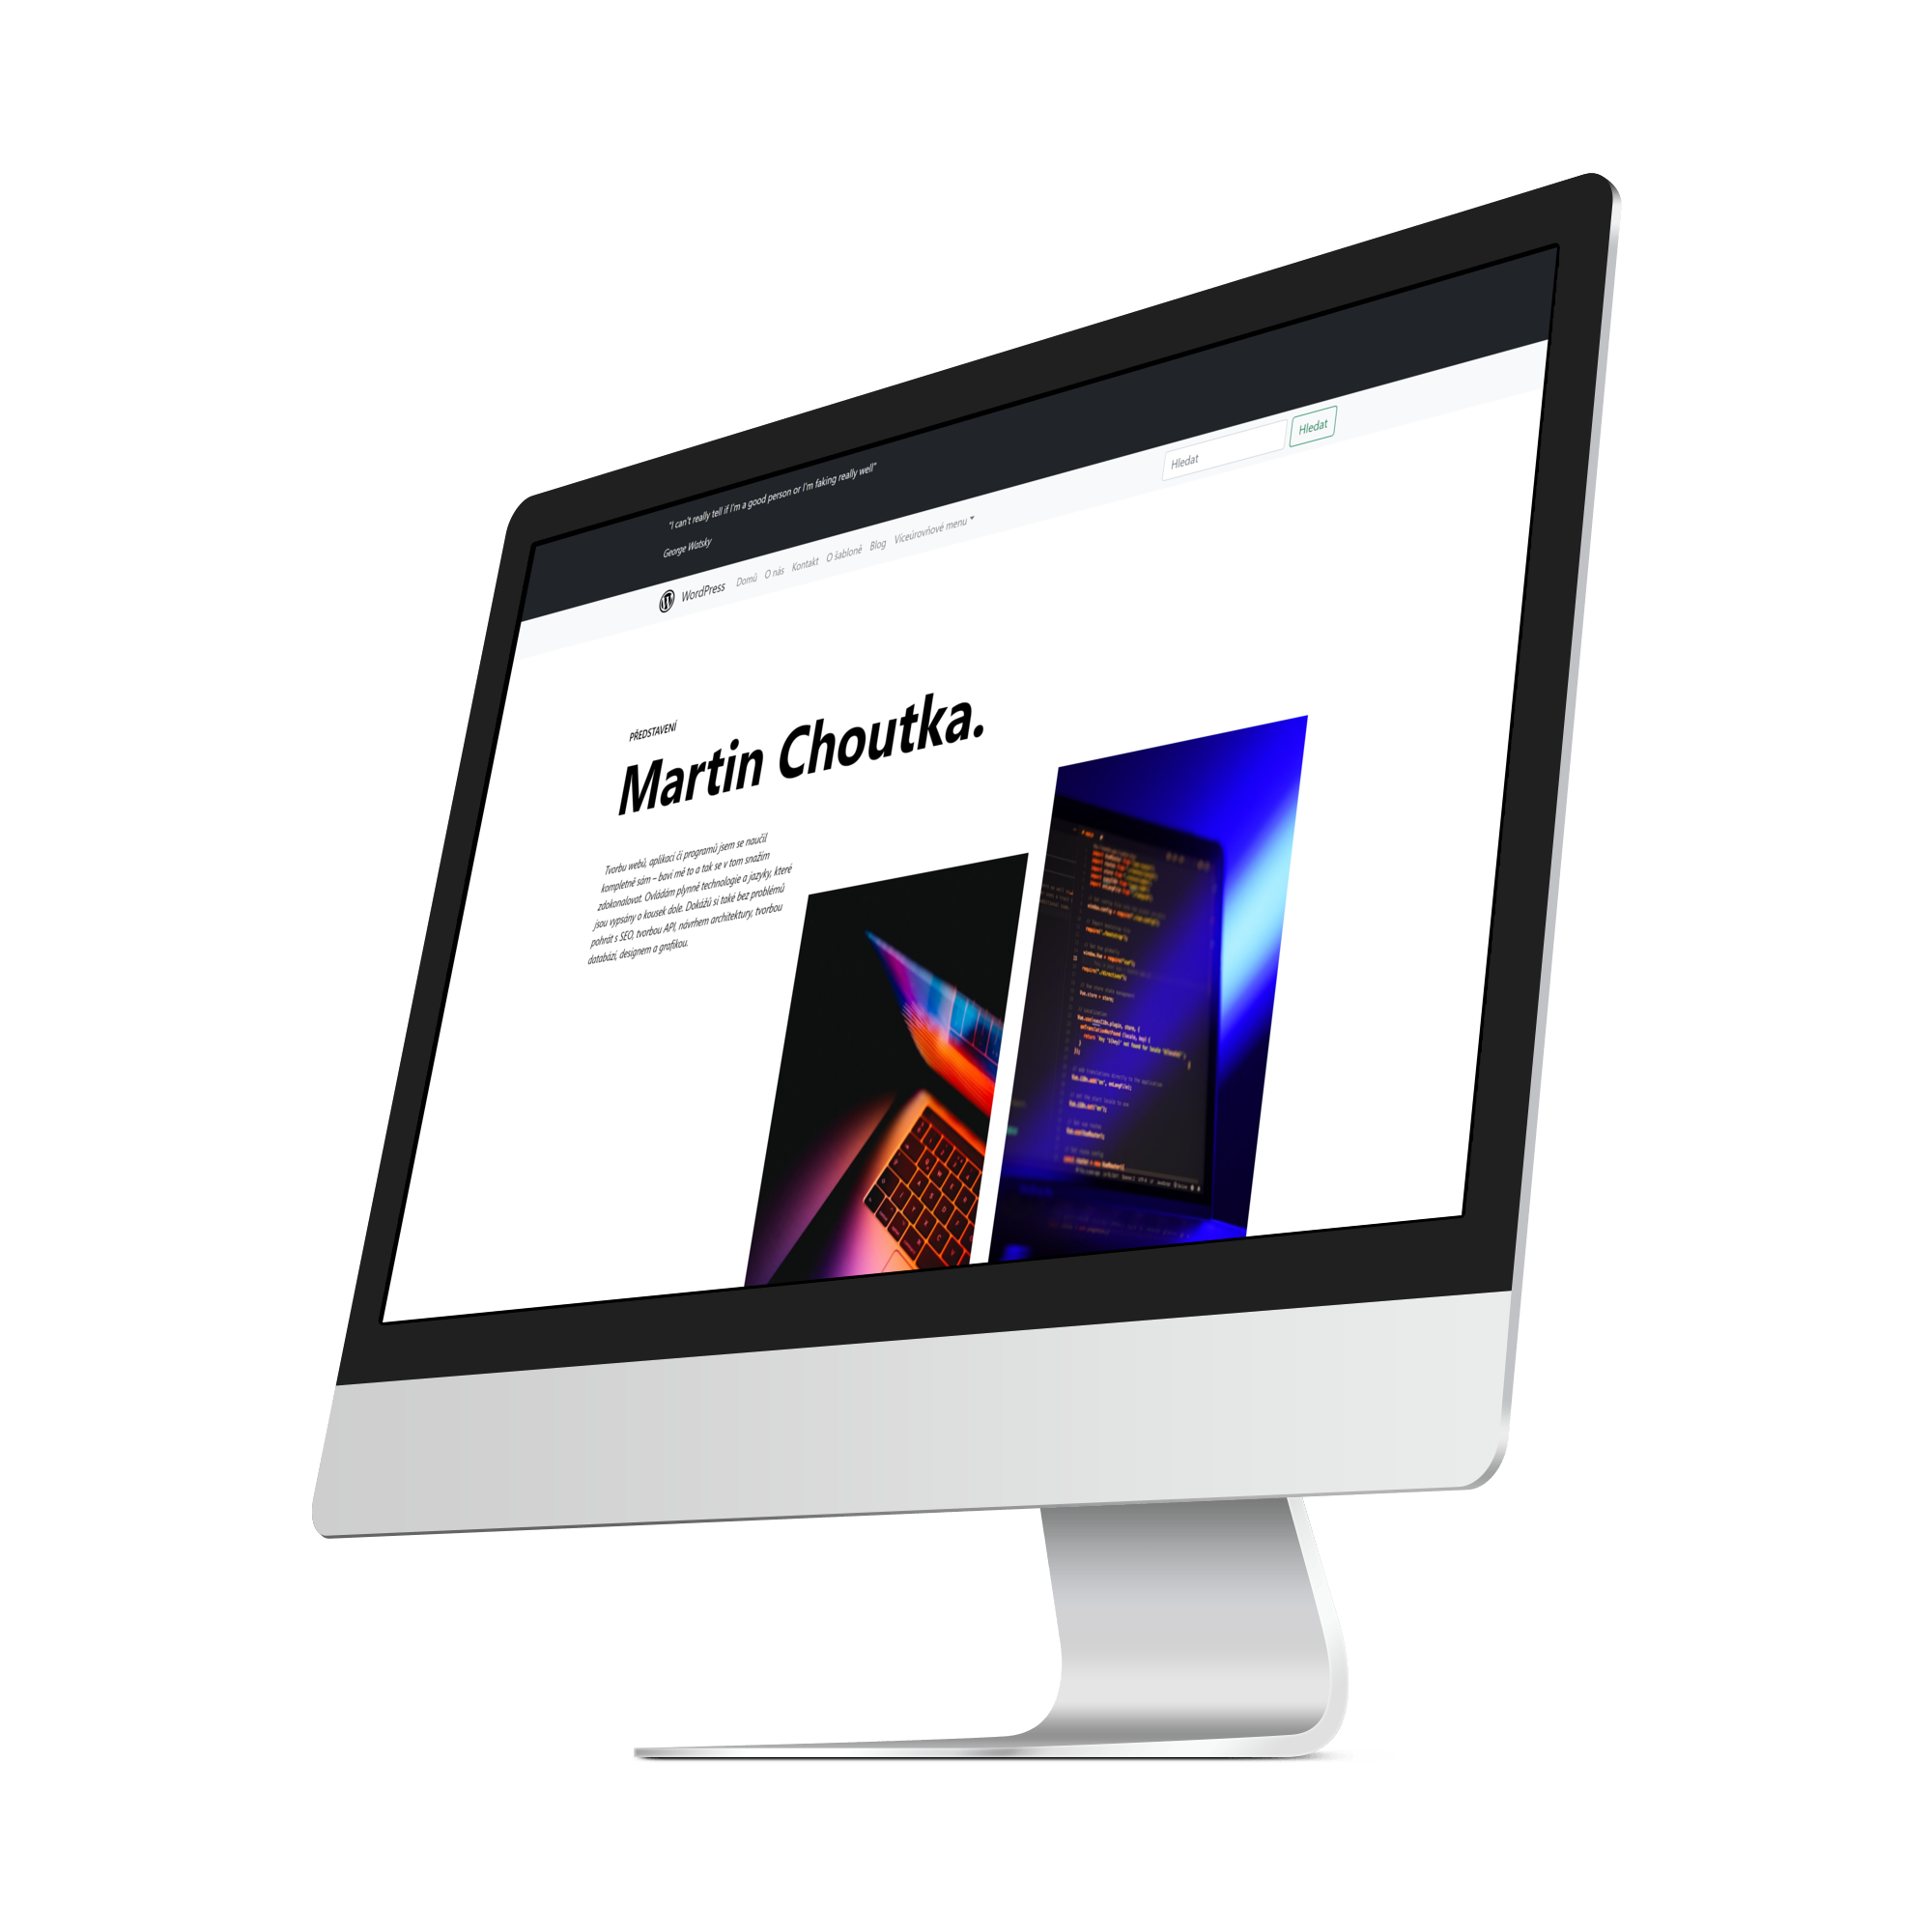 "I can't really tell if I'm a good person or I'm faking really well"
George Watsky
WordPress Domů O nás Kontakt O šabloně Blog Víceúrovňové menu
Hledat Hledat
PŘEDSTAVENÍ
Martin Choutka.
Tvorbu webů, aplikací či programů jsem se naučil
kompletně sám – baví mě to a tak se v tom snažím
zdokonalovat. Ovládám plynně technologie a jazyky, které
jsou vypsány o kousek dole. Dokážů si také bez problémů
pohrát s SEO, tvorbou API, návrhem architektury, tvorbou
databází, designem a grafikou.